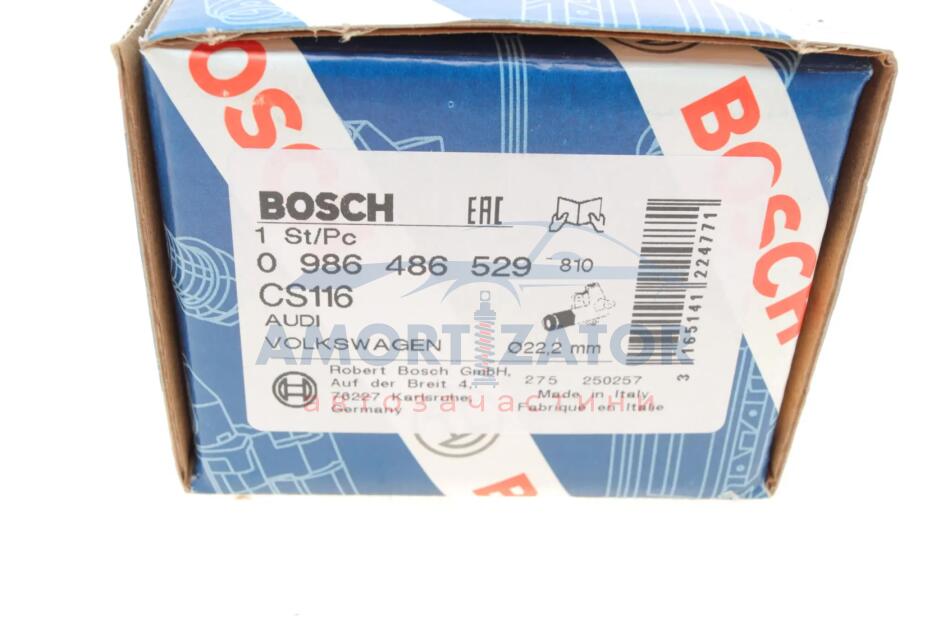 BOSCH
BOSCH
BOSCH EAC
1 St/Pc
0 986 486 529 -810
CS116
AUDI
VOLKSWAGEN Ø22,2 mm
Robert Bosch GmbH,
Auf der Breit 4, 275 250257
76227 Karlsruhe, Made in Italy
Germany Fabriqué en Italie
3 165141 224771
AMORTIZATOR
автозачастини